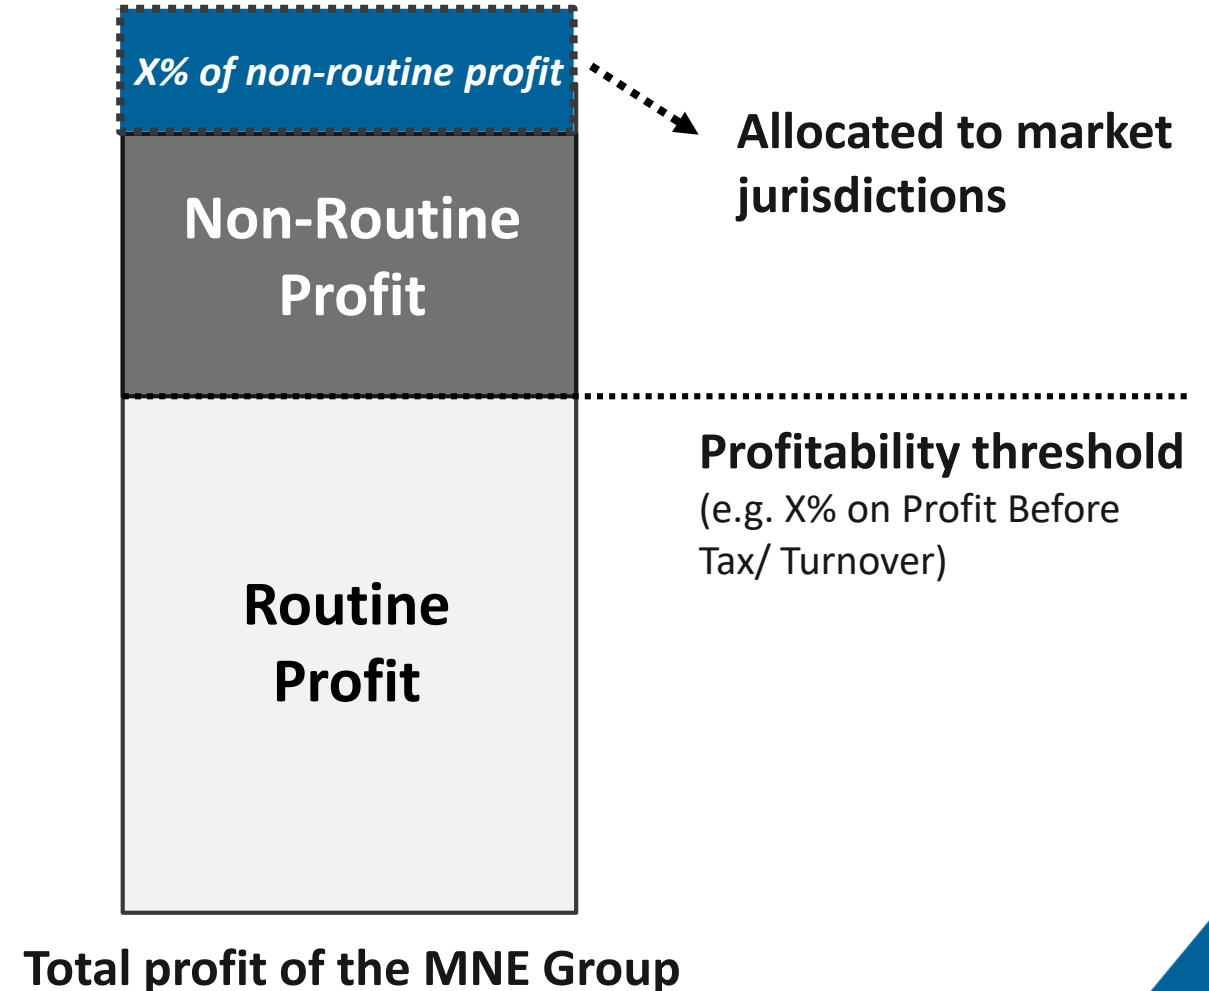 X% of non-routine profit
Allocated to market
jurisdictions
Non-Routine
Profit
Profitability threshold
(e.g. X% on Profit Before
Tax/ Turnover)
Routine
Profit
Total profit of the MNE Group